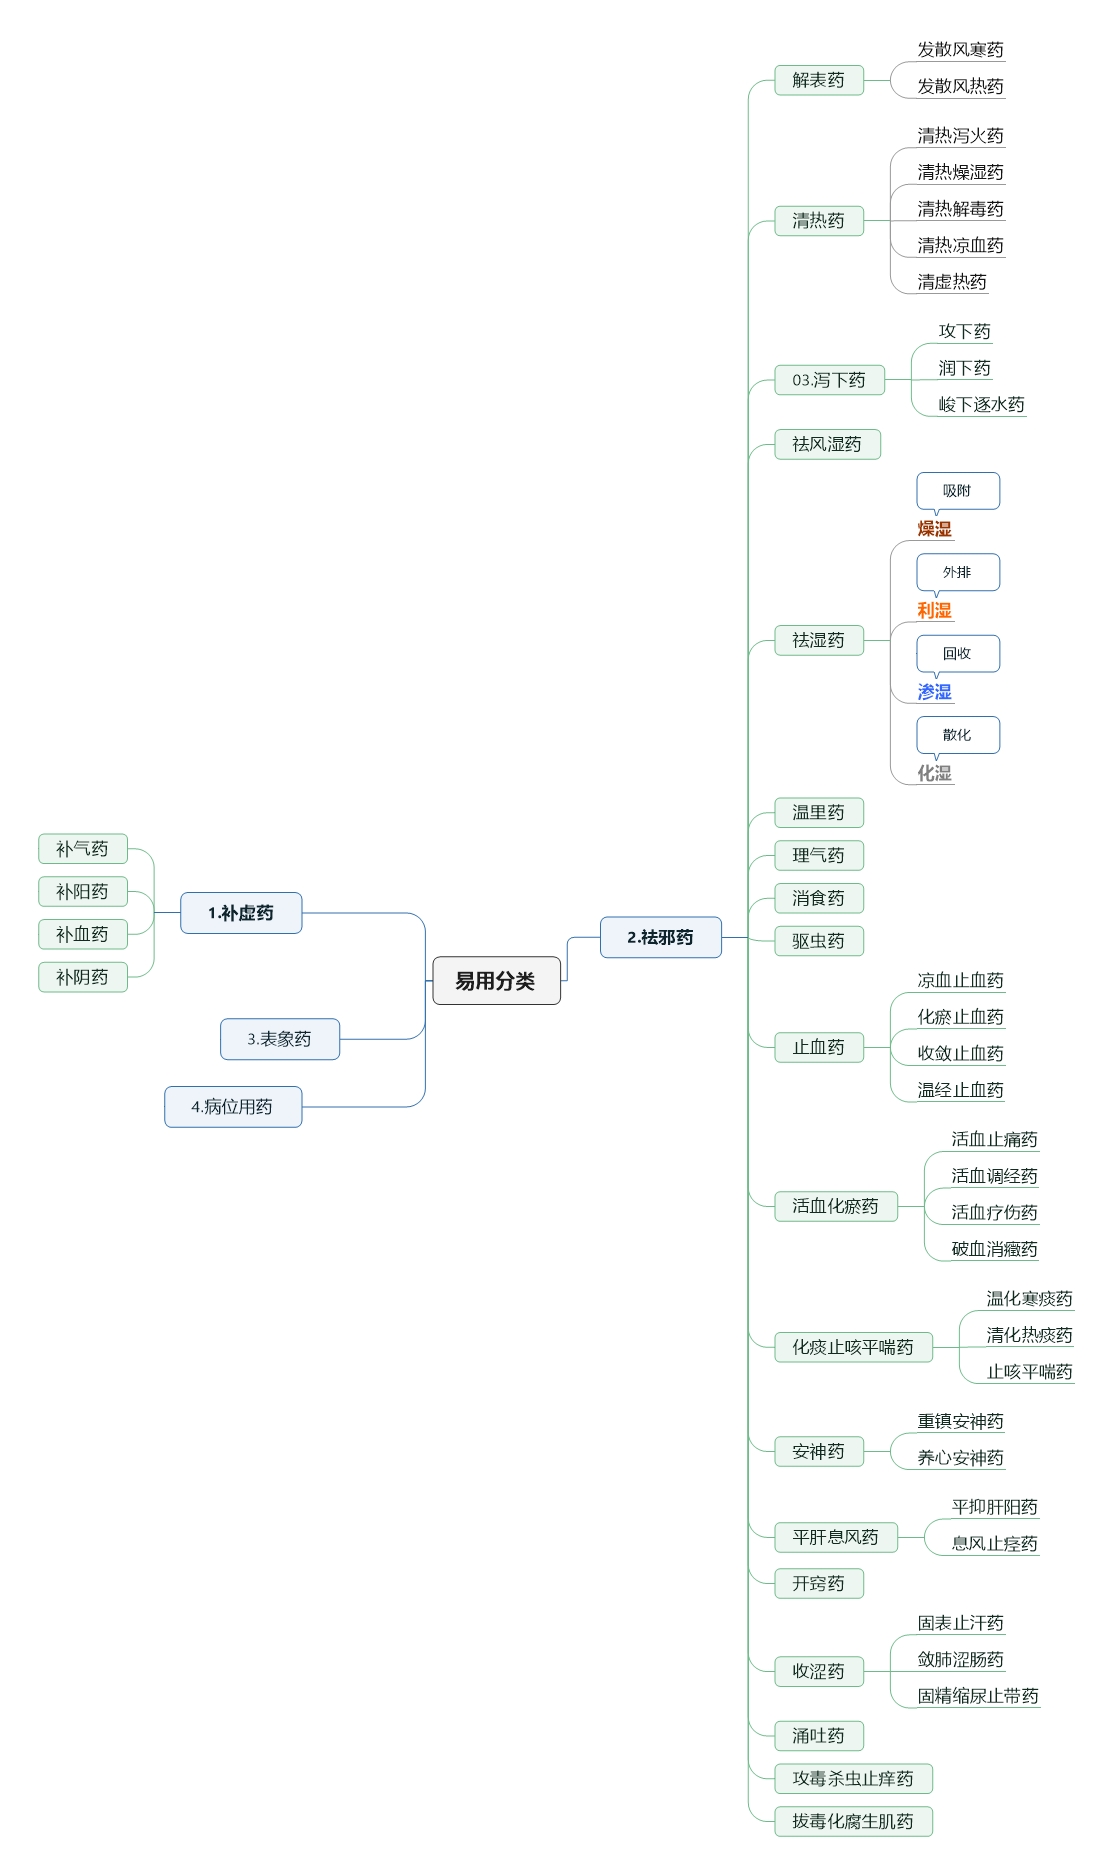 易用分类
1.补虚药
补气药
补阳药
补血药
补阴药
2.祛邪药
解表药
发散风寒药
发散风热药
清热药
清热泻火药
清热燥湿药
清热解毒药
清热凉血药
清虚热药
03.泻下药
攻下药
润下药
峻下逐水药
祛风湿药
祛湿药
吸附
燥湿
外排
利湿
回收
渗湿
散化
化湿
温里药
理气药
消食药
驱虫药
止血药
凉血止血药
化瘀止血药
收敛止血药
温经止血药
活血化瘀药
活血止痛药
活血调经药
活血疗伤药
破血消癥药
化痰止咳平喘药
温化寒痰药
清化热痰药
止咳平喘药
安神药
重镇安神药
养心安神药
平肝息风药
平抑肝阳药
息风止痉药
开窍药
收涩药
固表止汗药
敛肺涩肠药
固精缩尿止带药
涌吐药
攻毒杀虫止痒药
拔毒化腐生肌药
3.表象药
4.病位用药